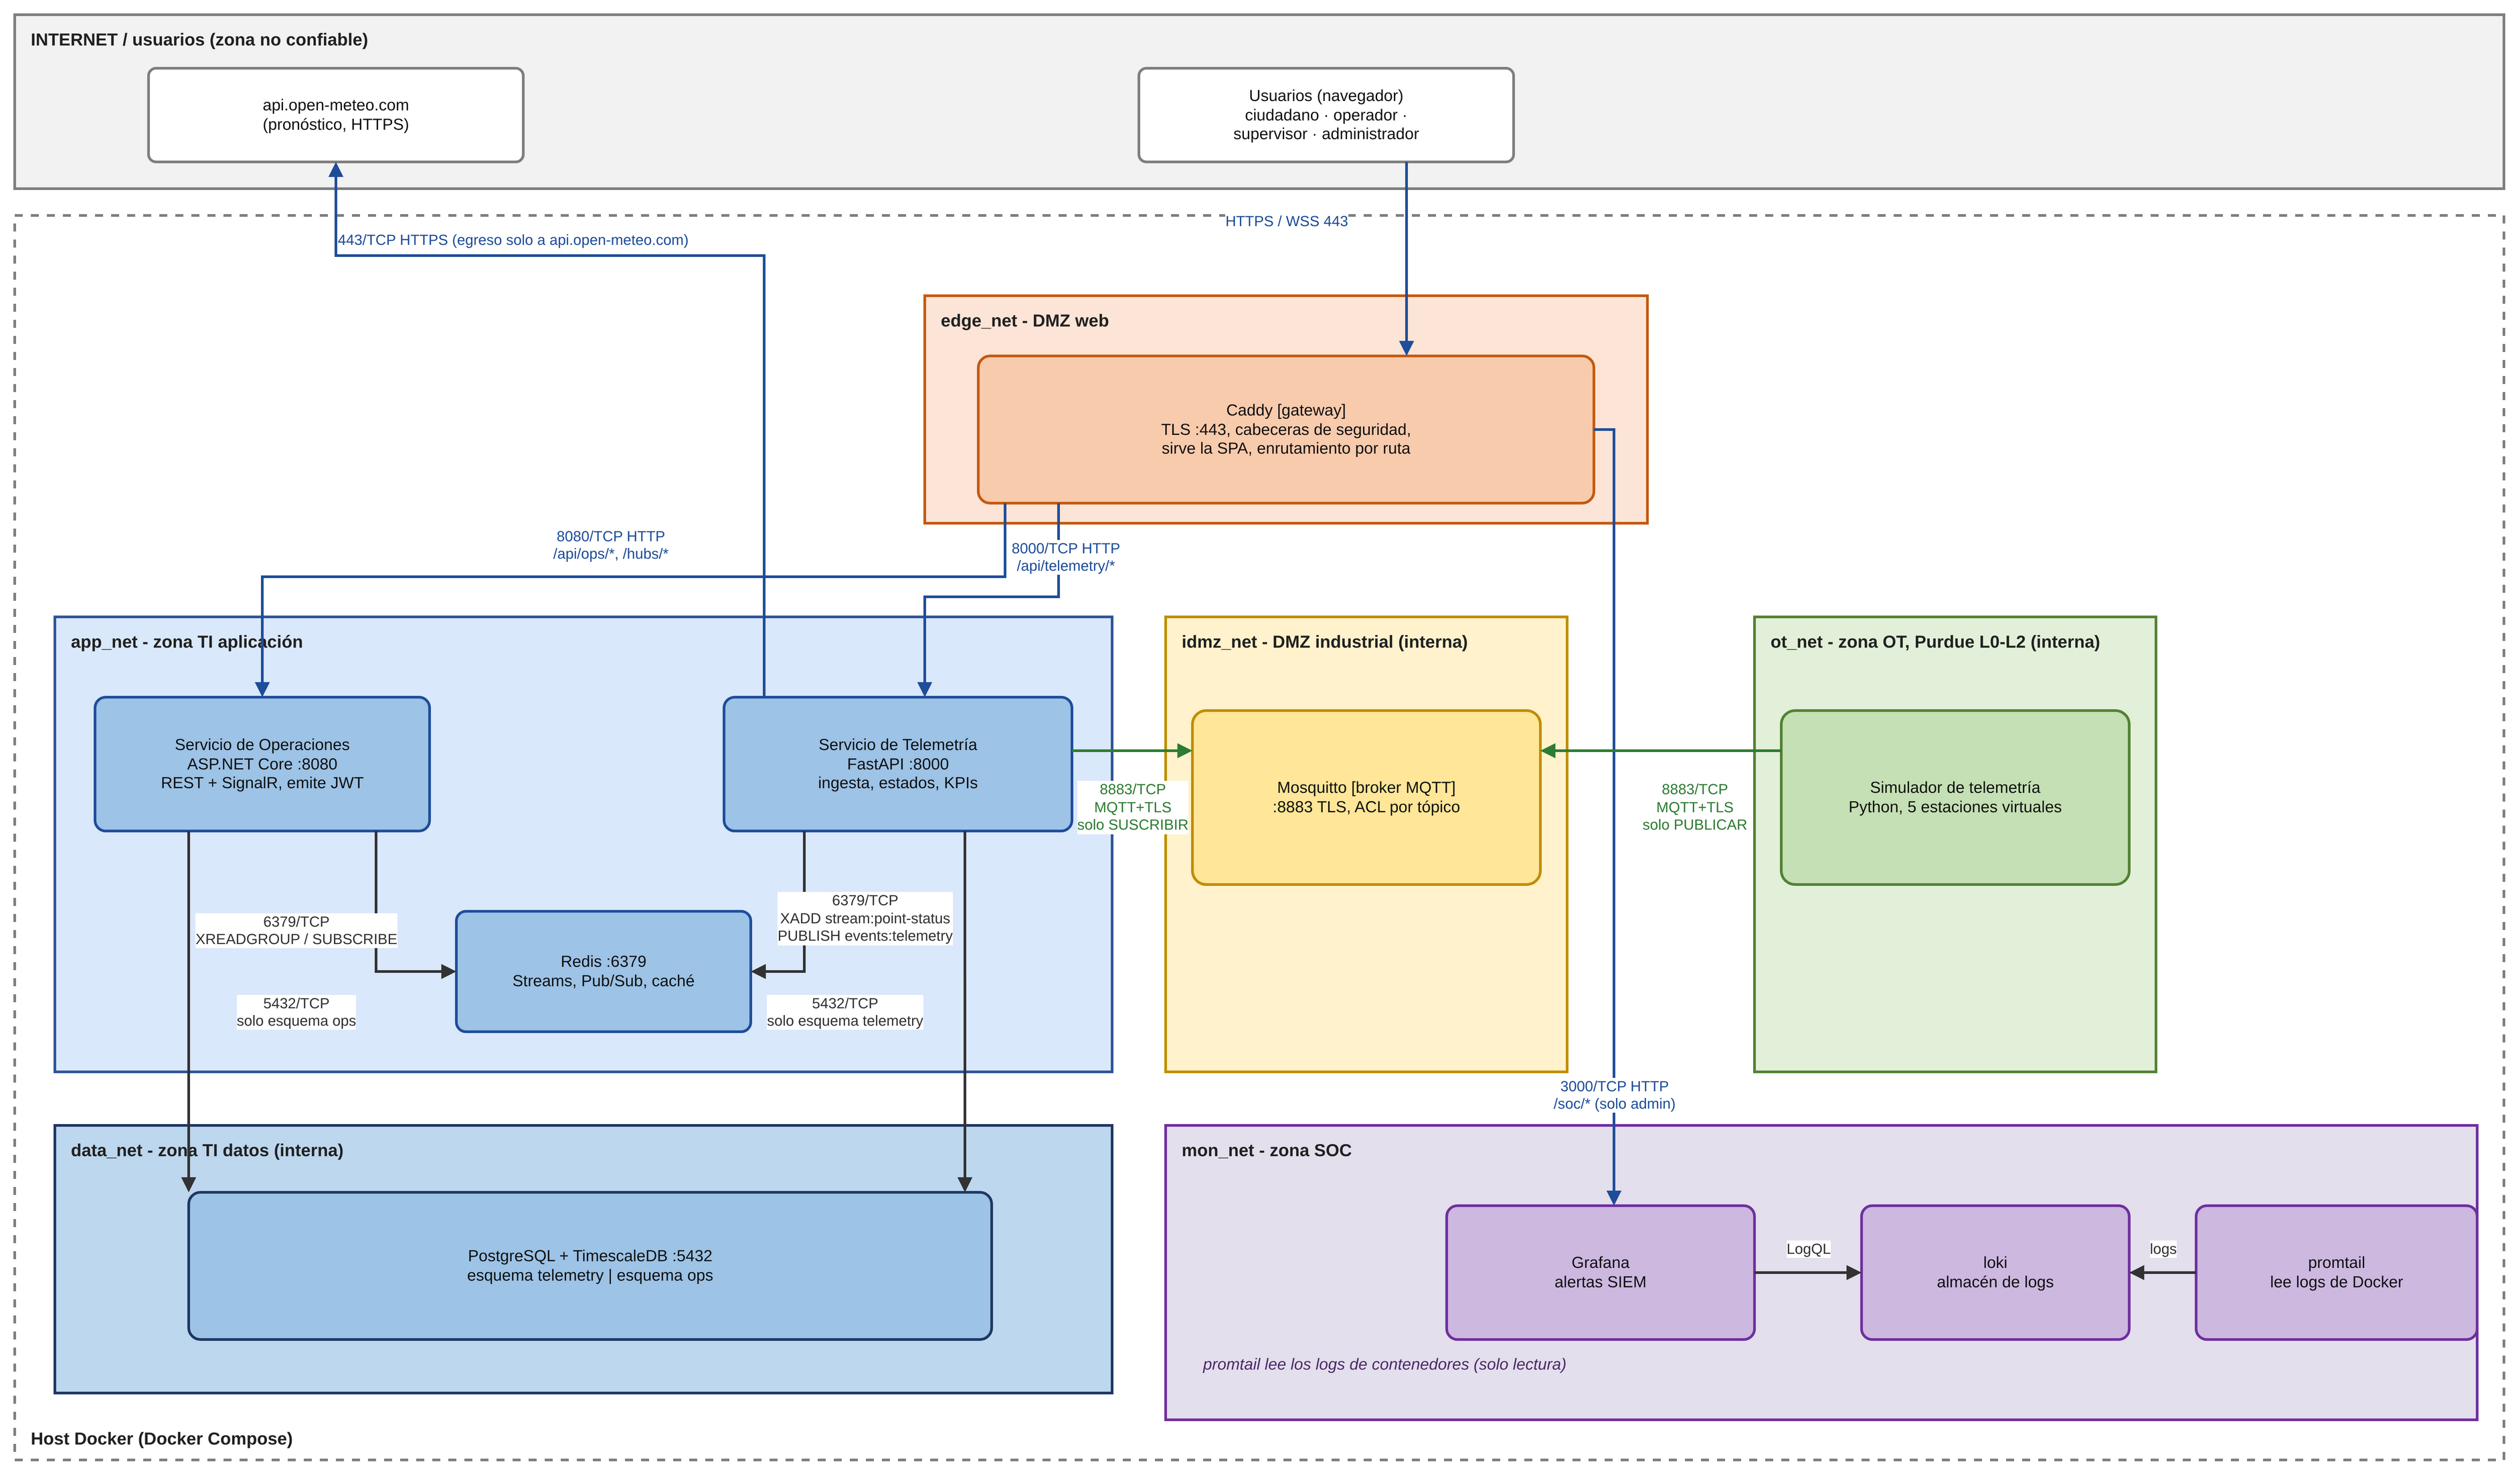 INTERNET / usuarios (zona no confiable)
api.open-meteo.com
(pronóstico, HTTPS)
Usuarios (navegador)
ciudadano · operador ·
supervisor · administrador
HTTPS / WSS 443
443/TCP HTTPS (egreso solo a api.open-meteo.com)
edge_net - DMZ web
Caddy [gateway]
TLS :443, cabeceras de seguridad,
sirve la SPA, enrutamiento por ruta
8080/TCP HTTP
/api/ops/*, /hubs/*
8000/TCP HTTP
/api/telemetry/*
app_net - zona TI aplicación
Servicio de Operaciones
ASP.NET Core :8080
REST + SignalR, emite JWT
Servicio de Telemetría
FastAPI :8000
ingesta, estados, KPIs
6379/TCP
XREADGROUP / SUBSCRIBE
6379/TCP
XADD stream:point-status
PUBLISH events:telemetry
Redis :6379
Streams, Pub/Sub, caché
5432/TCP
solo esquema ops
5432/TCP
solo esquema telemetry
8883/TCP
MQTT+TLS
solo SUSCRIBIR
idmz_net - DMZ industrial (interna)
Mosquitto [broker MQTT]
:8883 TLS, ACL por tópico
8883/TCP
MQTT+TLS
solo PUBLICAR
ot_net - zona OT, Purdue L0-L2 (interna)
Simulador de telemetría
Python, 5 estaciones virtuales
3000/TCP HTTP
/soc/* (solo admin)
data_net - zona TI datos (interna)
PostgreSQL + TimescaleDB :5432
esquema telemetry | esquema ops
mon_net - zona SOC
Grafana
alertas SIEM
LogQL
loki
almacén de logs
logs
promtail
lee logs de Docker
promtail lee los logs de contenedores (solo lectura)
Host Docker (Docker Compose)